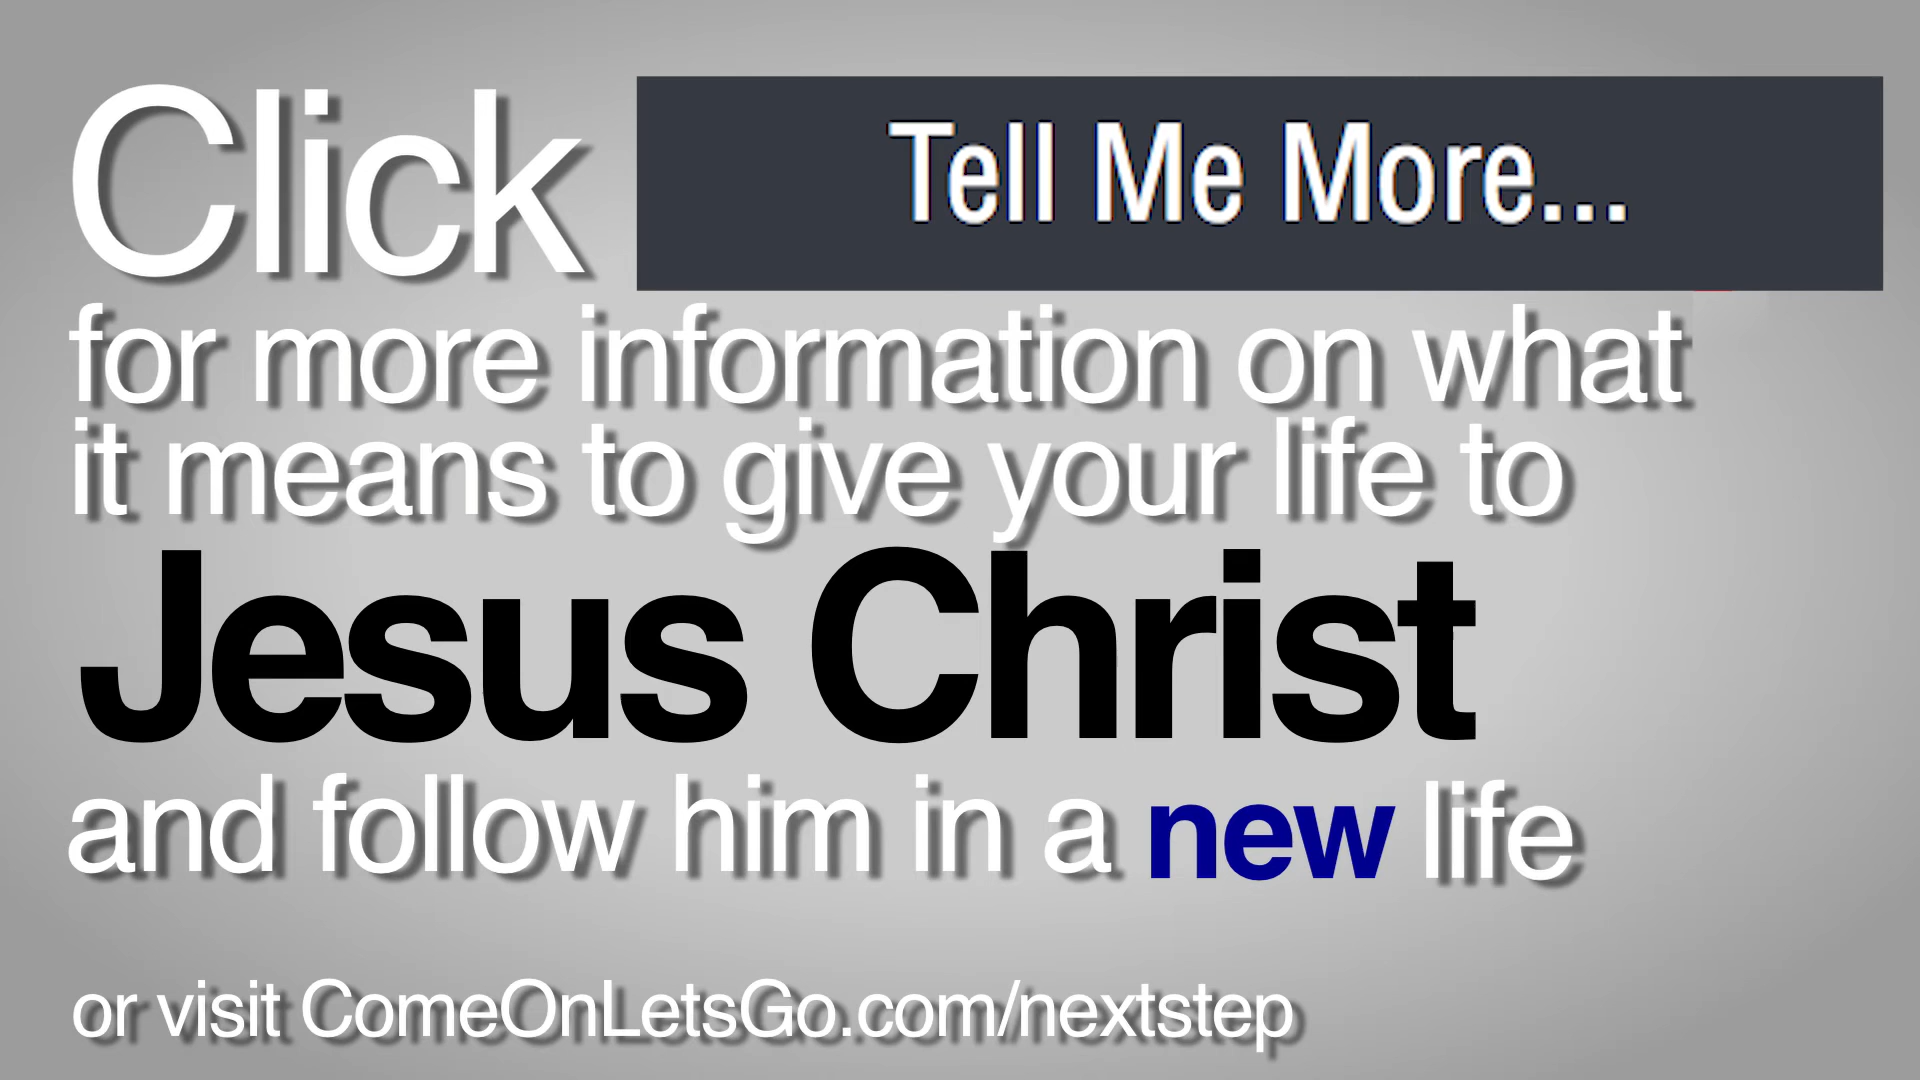 Click Tell Me More...
for more information on what
it means to give your life to
Jesus Christ
and follow him in a new life
or visit ComeOnLetsGo.com/nextstep